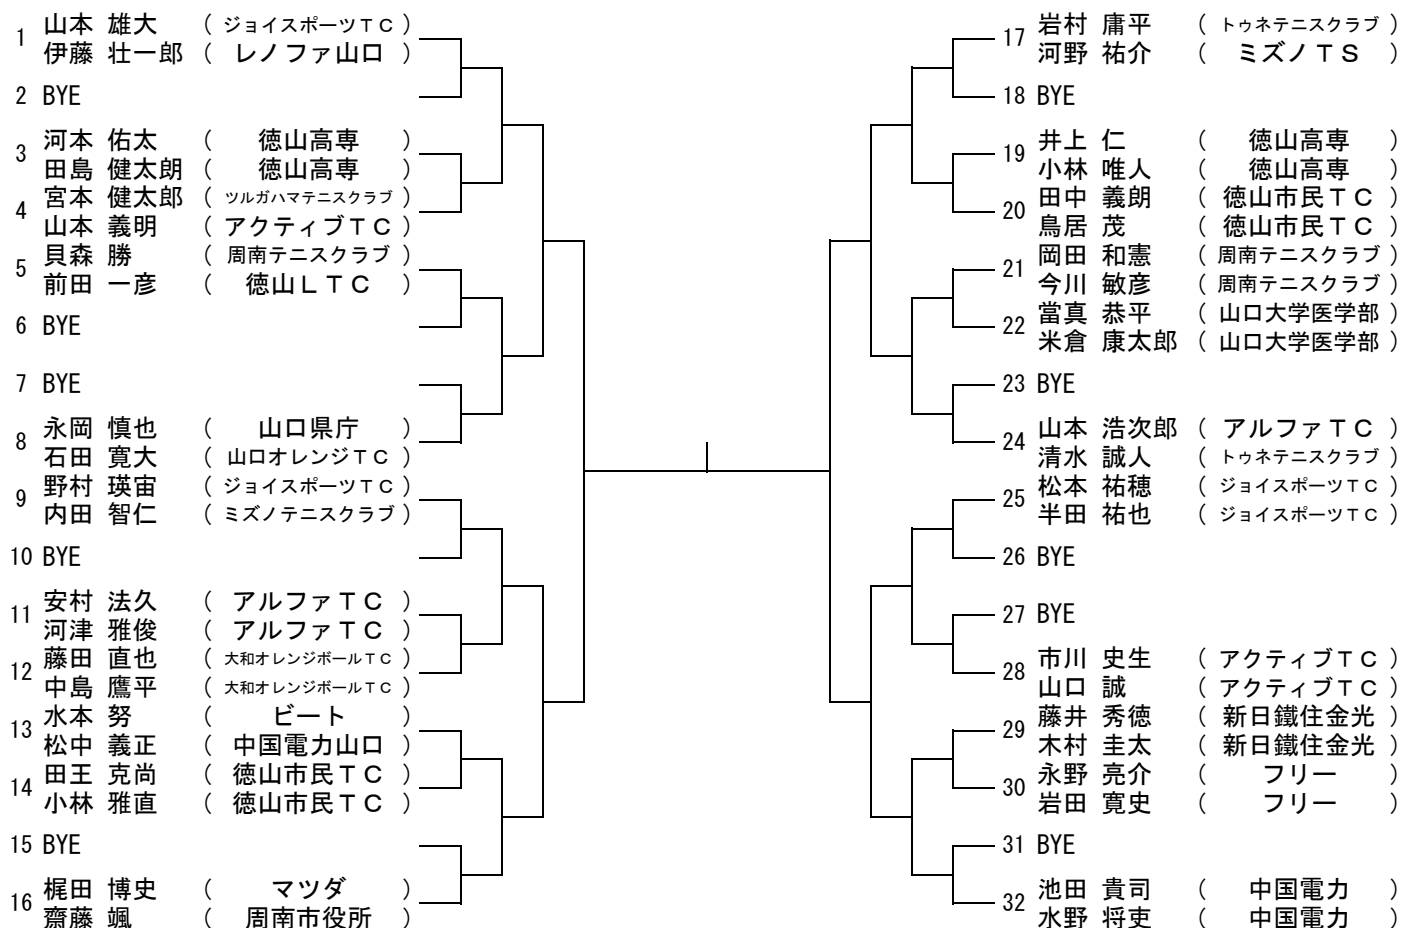 1 山本 雄大 （ ジョイスポーツＴＣ ）
伊藤 壮一郎 （ レノファ山口 ）
2 BYE
3 河本 佑太 （ 徳山高専 ）
田島 健太朗 （ 徳山高専 ）
4 宮本 健太郎 （ ツルガハマテニスクラブ ）
山本 義明 （ アクティブＴＣ ）
5 貝森 勝 （ 周南テニスクラブ ）
前田 一彦 （ 徳山ＬＴＣ ）
6 BYE
7 BYE
8 永岡 慎也 （ 山口県庁 ）
石田 寛大 （ 山口オレンジＴＣ ）
9 野村 瑛宙 （ ジョイスポーツＴＣ ）
内田 智仁 （ ミズノテニスクラブ ）
10 BYE
11 安村 法久 （ アルファＴＣ ）
河津 雅俊 （ アルファＴＣ ）
12 藤田 直也 （ 大和オレンジボールＴＣ ）
中島 鷹平 （ 大和オレンジボールＴＣ ）
13 水本 努 （ ビート ）
松中 義正 （ 中国電力山口 ）
14 田王 克尚 （ 徳山市民ＴＣ ）
小林 雅直 （ 徳山市民ＴＣ ）
15 BYE
16 梶田 博史 （ マツダ ）
齋藤 颯 （ 周南市役所 ）
17 岩村 庸平 （ トゥネテニスクラブ ）
河野 祐介 （ ミズノＴＳ ）
18 BYE
19 井上 仁 （ 徳山高専 ）
小林 唯人 （ 徳山高専 ）
20 田中 義朗 （ 徳山市民ＴＣ ）
鳥居 茂 （ 徳山市民ＴＣ ）
21 岡田 和憲 （ 周南テニスクラブ ）
今川 敏彦 （ 周南テニスクラブ ）
22 當真 恭平 （ 山口大学医学部 ）
米倉 康太郎 （ 山口大学医学部 ）
23 BYE
24 山本 浩次郎 （ アルファＴＣ ）
清水 誠人 （ トゥネテニスクラブ ）
25 松本 祐穂 （ ジョイスポーツＴＣ ）
半田 祐也 （ ジョイスポーツＴＣ ）
26 BYE
27 BYE
28 市川 史生 （ アクティブＴＣ ）
山口 誠 （ アクティブＴＣ ）
29 藤井 秀徳 （ 新日鐵住金光 ）
木村 圭太 （ 新日鐵住金光 ）
30 永野 亮介 （ フリー ）
岩田 寛史 （ フリー ）
31 BYE
32 池田 貴司 （ 中国電力 ）
水野 将吏 （ 中国電力 ）